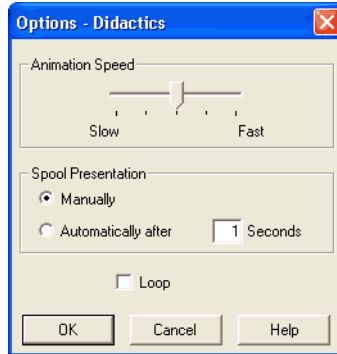 Options - Didactics
Animation Speed
Slow Fast
Spool Presentation
Manually
Automatically after 1 Seconds
Loop
OK Cancel Help